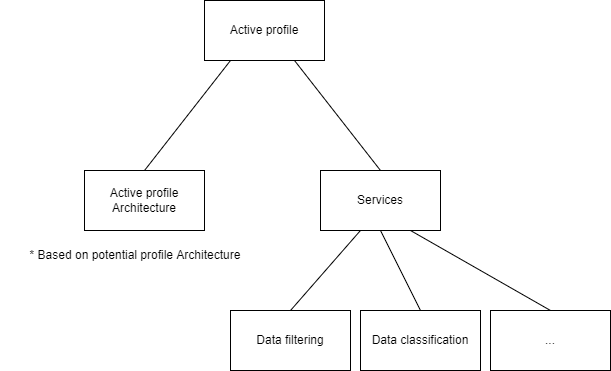 Active profile
Active profile
Architecture
Services
* Based on potential profile Architecture
Data filtering
Data classification
...